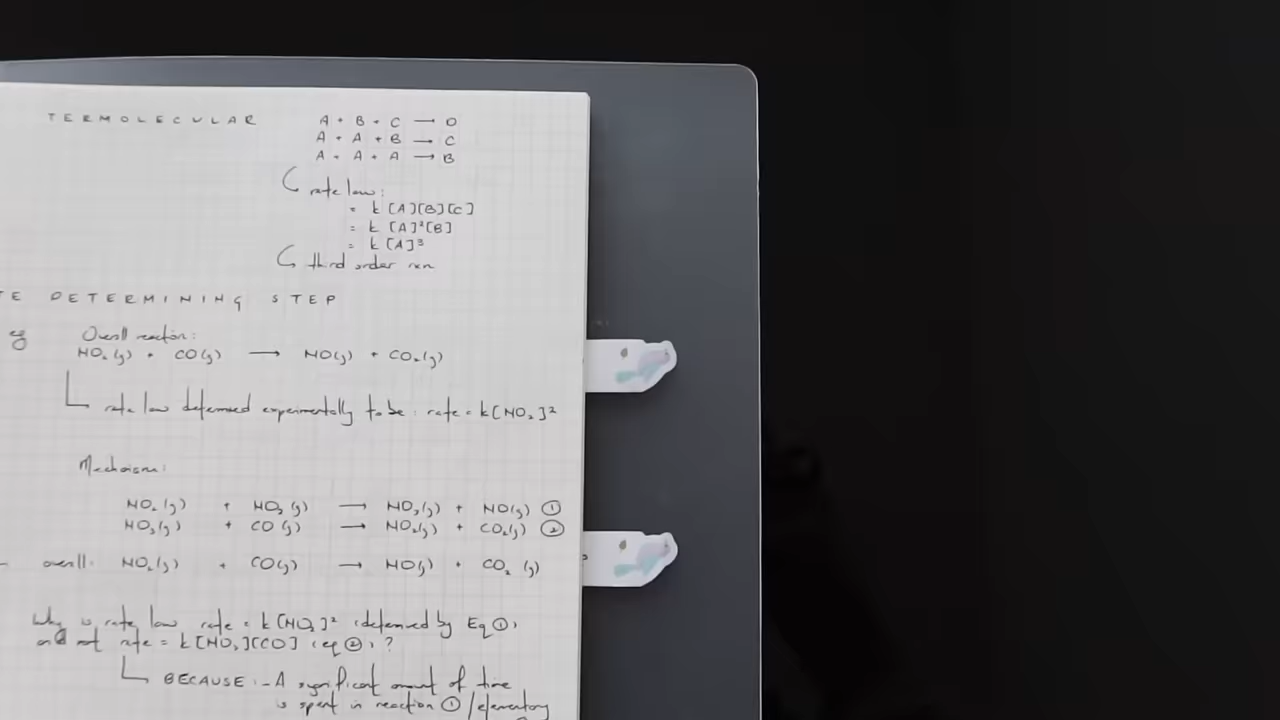 TERMOLECULAR
A + B + C → D
A + A + B → C
A + A + A → B
rate law:
= k [A][B][C]
= k [A]²[B]
= k [A]³
third order rxn
TE DETERMINING STEP
eg Overall reaction:
NO₂(g) + CO(g) → NO(g) + CO₂(g)
rate law determined experimentally to be: rate = k[NO₂]²
Mechanism:
NO₂(g) + NO₂(g) → NO₃(g) + NO(g) ①
NO₃(g) + CO(g) → NO₂(g) + CO₂(g) ②
overall: NO₂(g) + CO(g) → NO(g) + CO₂(g)
Why is rate law rate = k[NO₂]² (determined by Eq ①)
and not rate = k[NO₃][CO] (eq ②)?
BECAUSE: - A significant amount of time
is spent in reaction ①/elementary